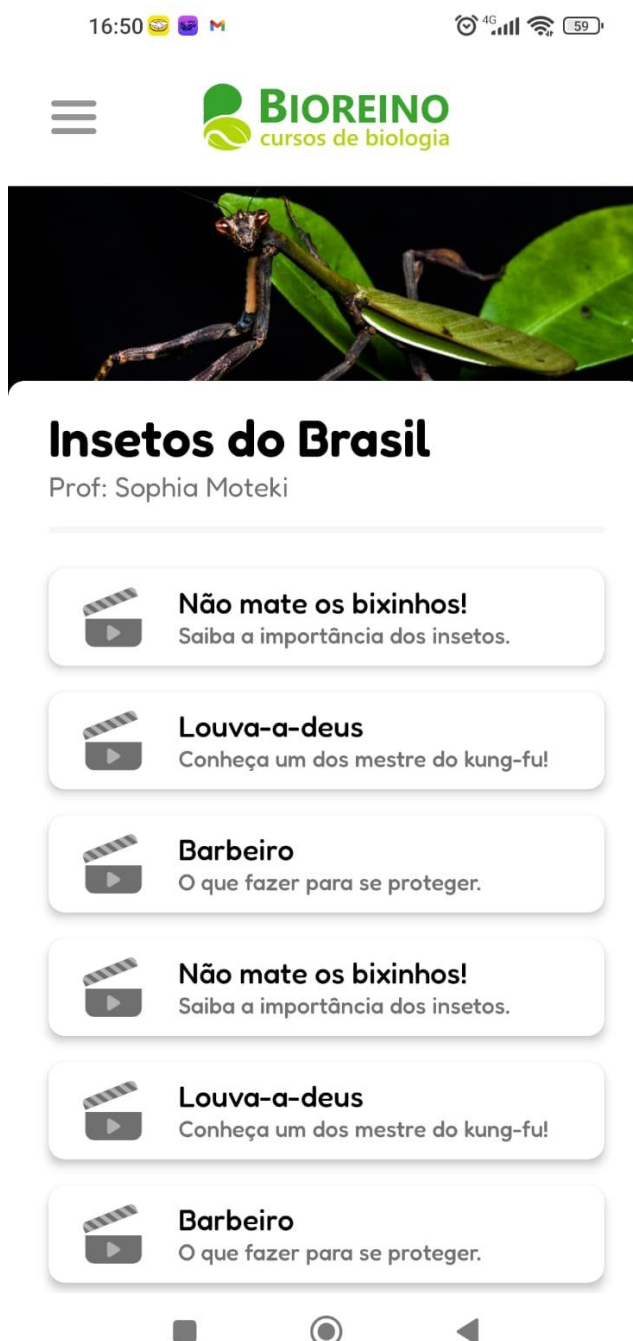 16:50
4G
59
BIOREINO
cursos de biologia
Insetos do Brasil
Prof: Sophia Moteki
Não mate os bixinhos!
Saiba a importância dos insetos.
Louva-a-deus
Conheça um dos mestre do kung-fu!
Barbeiro
O que fazer para se proteger.
Não mate os bixinhos!
Saiba a importância dos insetos.
Louva-a-deus
Conheça um dos mestre do kung-fu!
Barbeiro
O que fazer para se proteger.